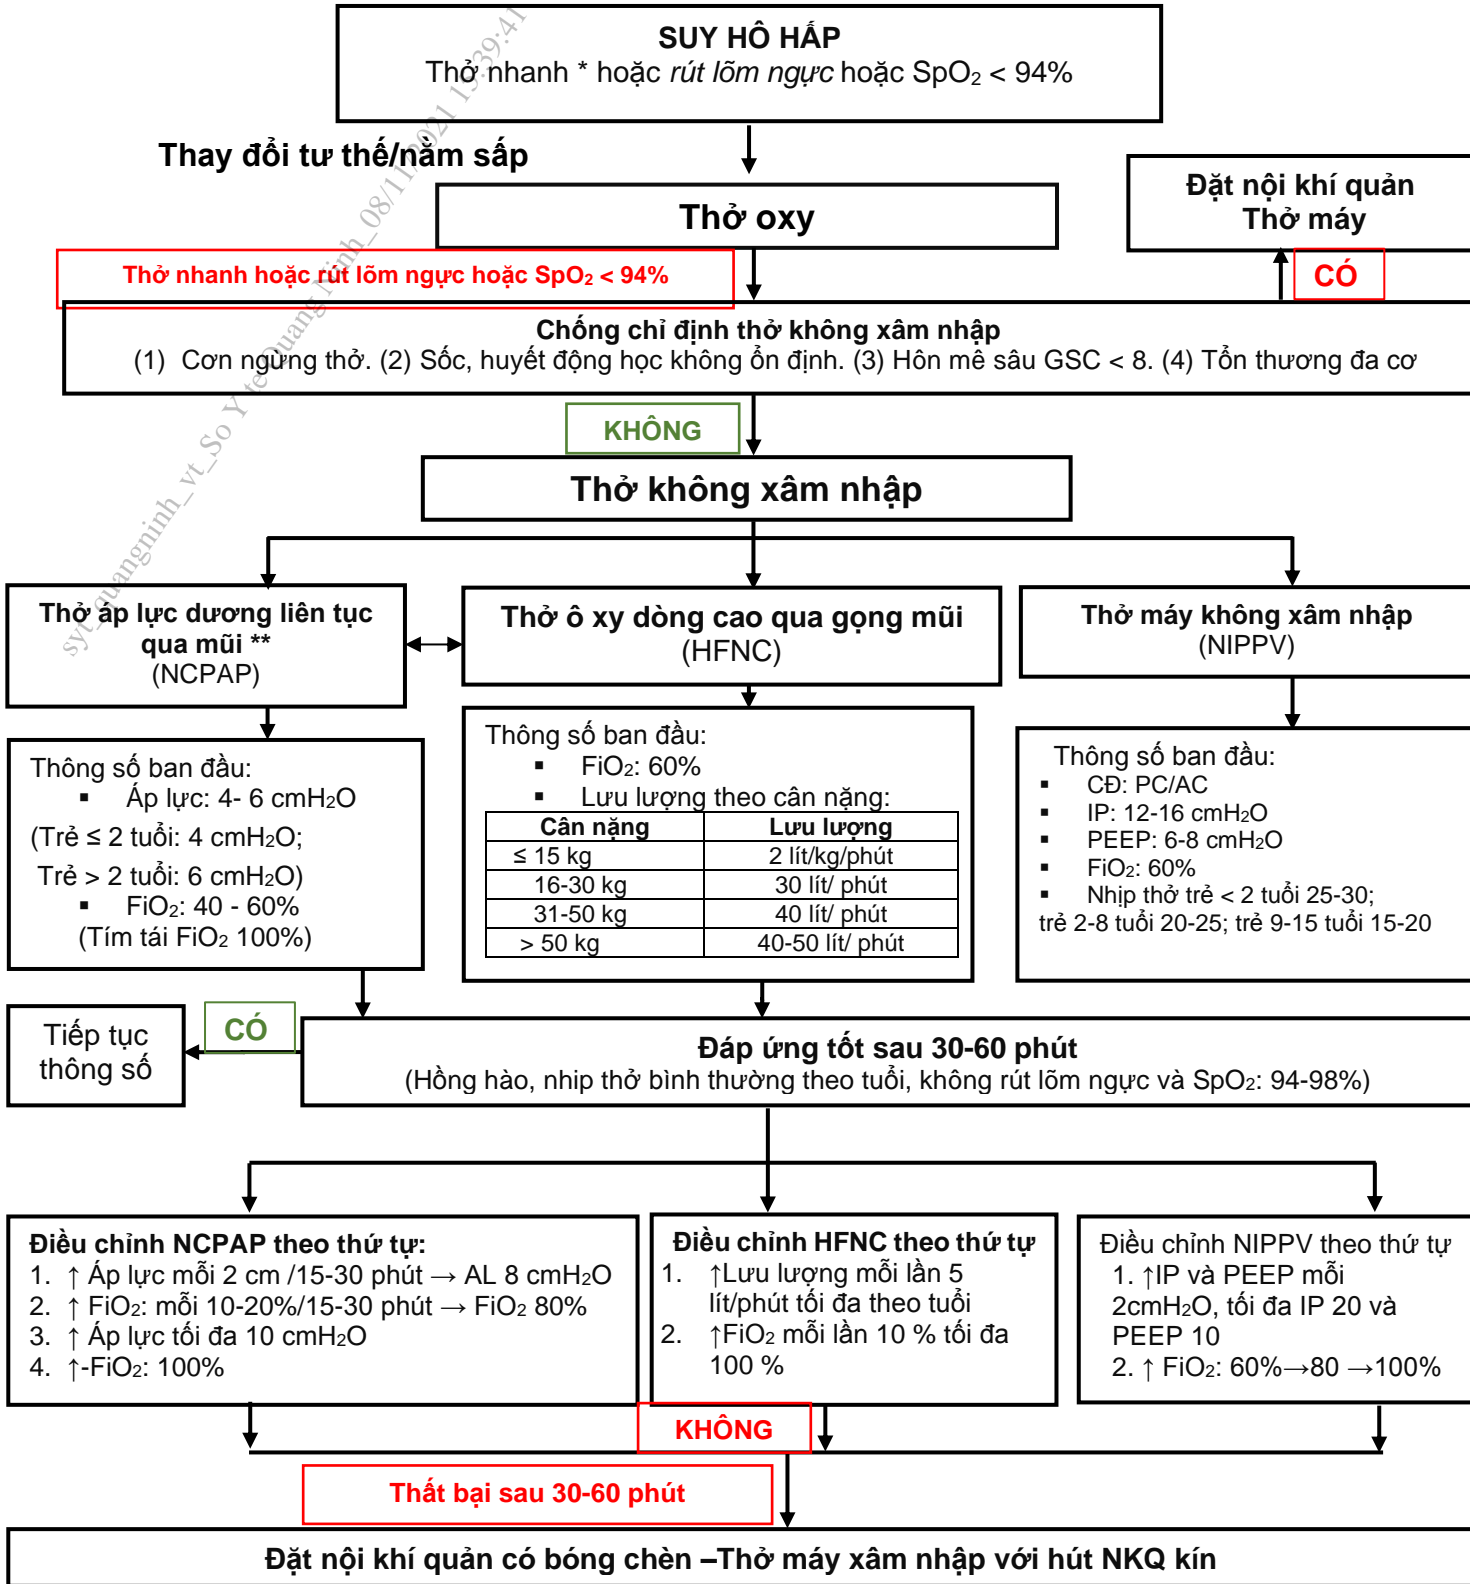 SUY HÔ HẤP
Thở nhanh * hoặc rút lõm ngực hoặc SpO2 < 94%
Thay đổi tư thế/nằm sấp
Thở oxy
Đặt nội khí quản
Thở máy
Thở nhanh hoặc rút lõm ngực hoặc SpO2 < 94%
CÓ
Chống chỉ định thở không xâm nhập
(1) Cơn ngừng thở. (2) Sốc, huyết động học không ổn định. (3) Hôn mê sâu GSC < 8. (4) Tổn thương đa cơ
KHÔNG
Thở không xâm nhập
Thở áp lực dương liên tục
qua mũi **
(NCPAP)
Thở ô xy dòng cao qua gọng mũi
(HFNC)
Thở máy không xâm nhập
(NIPPV)
Thông số ban đầu:
▪ Áp lực: 4- 6 cmH2O
(Trẻ ≤ 2 tuổi: 4 cmH2O;
Trẻ > 2 tuổi: 6 cmH2O)
▪ FiO2: 40 - 60%
(Tím tái FiO2 100%)
Thông số ban đầu:
▪ FiO2: 60%
▪ Lưu lượng theo cân nặng:
Cân nặng Lưu lượng
≤ 15 kg 2 lít/kg/phút
16-30 kg 30 lít/ phút
31-50 kg 40 lít/ phút
> 50 kg 40-50 lít/ phút
Thông số ban đầu:
▪ CĐ: PC/AC
▪ IP: 12-16 cmH2O
▪ PEEP: 6-8 cmH2O
▪ FiO2: 60%
▪ Nhịp thở trẻ < 2 tuổi 25-30;
trẻ 2-8 tuổi 20-25; trẻ 9-15 tuổi 15-20
Tiếp tục
thông số
CÓ
Đáp ứng tốt sau 30-60 phút
(Hồng hào, nhip thở bình thường theo tuổi, không rút lõm ngực và SpO2: 94-98%)
Điều chỉnh NCPAP theo thứ tự:
1. ↑ Áp lực mỗi 2 cm /15-30 phút → AL 8 cmH2O
2. ↑ FiO2: mỗi 10-20%/15-30 phút → FiO2 80%
3. ↑ Áp lực tối đa 10 cmH2O
4. ↑-FiO2: 100%
Điều chỉnh HFNC theo thứ tự
1. ↑Lưu lượng mỗi lần 5
lít/phút tối đa theo tuổi
2. ↑FiO2 mỗi lần 10 % tối đa
100 %
Điều chỉnh NIPPV theo thứ tự
1. ↑IP và PEEP mỗi
2cmH2O, tối đa IP 20 và
PEEP 10
2. ↑ FiO2: 60%→80 →100%
KHÔNG
Thất bại sau 30-60 phút
Đặt nội khí quản có bóng chèn –Thở máy xâm nhập với hút NKQ kín
syt_quangninh_vt_So Y te Quang Ninh_08/11/2021 15:39:41